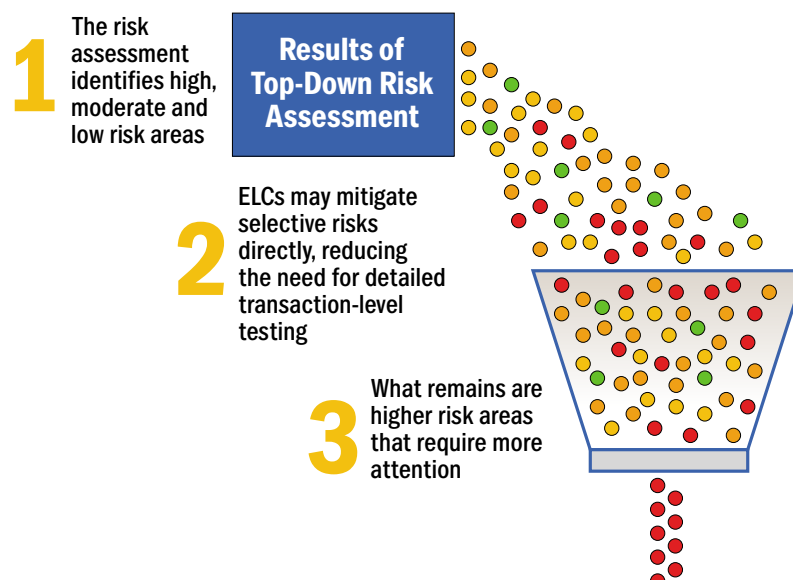 1
The risk
assessment
identifies high,
moderate and
low risk areas
Results of
Top-Down Risk
Assessment
2
ELCs may mitigate
selective risks
directly, reducing
the need for detailed
transaction-level
testing
3
What remains are
higher risk areas
that require more
attention